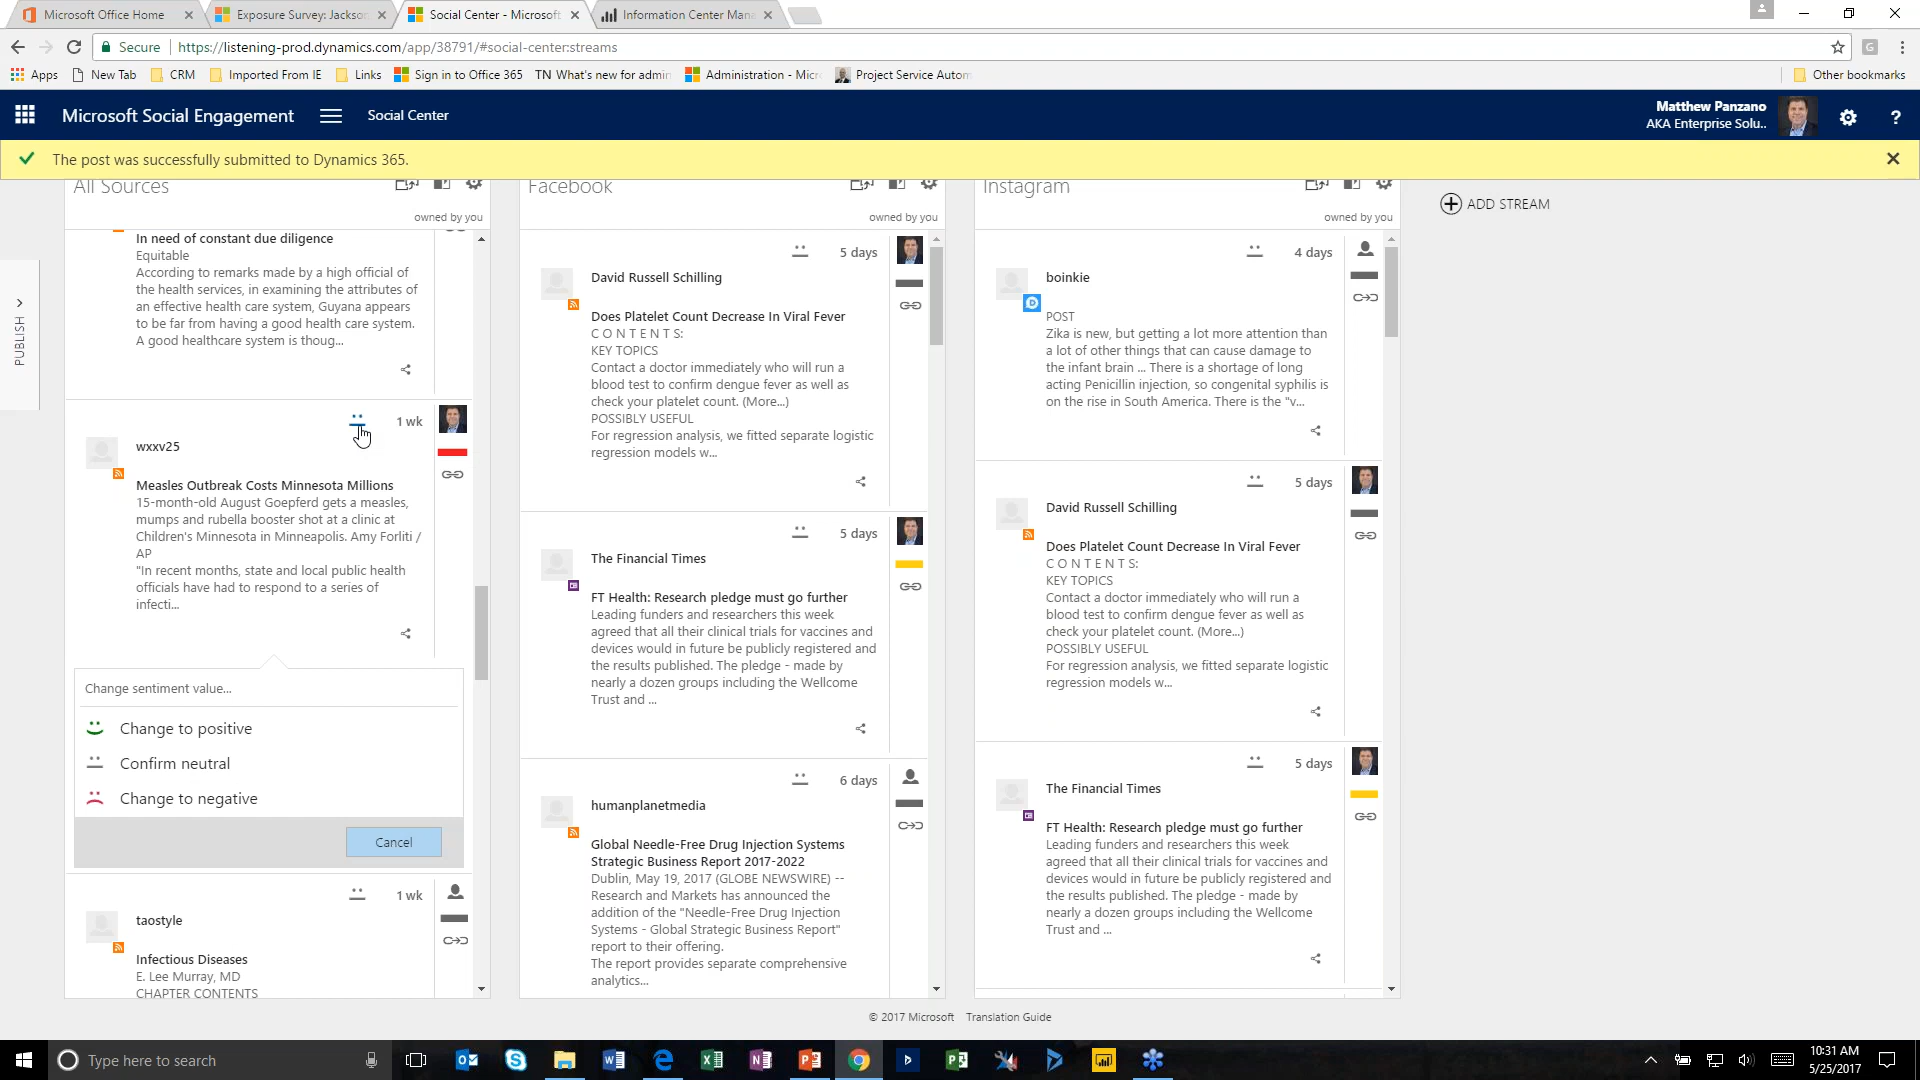 Microsoft Office Home
Exposure Survey: Jackson
Social Center - Microsoft
Information Center Mana
Secure
https://listening-prod.dynamics.com/app/38791/#social-center:streams
Apps
New Tab
CRM
Imported From IE
Links
Sign in to Office 365
TN What's new for admin
Administration - Micro
Project Service Autom
Other bookmarks
Microsoft Social Engagement
Social Center
Matthew Panzano
AKA Enterprise Solu..
?
The post was successfully submitted to Dynamics 365.
PUBLISH
All Sources
owned by you
In need of constant due diligence
Equitable
According to remarks made by a high official of
the health services, in examining the attributes of
an effective health care system, Guyana appears
to be far from having a good health care system.
A good healthcare system is thoug...
1 wk
wxxv25
Measles Outbreak Costs Minnesota Millions
15-month-old August Goepferd gets a measles,
mumps and rubella booster shot at a clinic at
Children's Minnesota in Minneapolis. Amy Forliti /
AP
"In recent months, state and local public health
officials have had to respond to a series of
infecti...
Change sentiment value...
Change to positive
Confirm neutral
Change to negative
Cancel
1 wk
taostyle
Infectious Diseases
E. Lee Murray, MD
CHAPTER CONTENTS
Facebook
owned by you
5 days
David Russell Schilling
Does Platelet Count Decrease In Viral Fever
C O N T E N T S:
KEY TOPICS
Contact a doctor immediately who will run a
blood test to confirm dengue fever as well as
check your platelet count. (More...)
POSSIBLY USEFUL
For regression analysis, we fitted separate logistic
regression models w...
5 days
The Financial Times
FT Health: Research pledge must go further
Leading funders and researchers this week
agreed that all their clinical trials for vaccines and
devices would in future be publicly registered and
the results published. The pledge - made by
nearly a dozen groups including the Wellcome
Trust and ...
6 days
humanplanetmedia
Global Needle-Free Drug Injection Systems
Strategic Business Report 2017-2022
Dublin, May 19, 2017 (GLOBE NEWSWIRE) --
Research and Markets has announced the
addition of the "Needle-Free Drug Injection
Systems - Global Strategic Business Report"
report to their offering.
The report provides separate comprehensive
analytics...
Instagram
owned by you
4 days
boinkie
POST
Zika is new, but getting a lot more attention than
a lot of other things that can cause damage to
the infant brain ... There is a shortage of long
acting Penicillin injection, so congenital syphilis is
on the rise in South America. There is the "v...
5 days
David Russell Schilling
Does Platelet Count Decrease In Viral Fever
C O N T E N T S:
KEY TOPICS
Contact a doctor immediately who will run a
blood test to confirm dengue fever as well as
check your platelet count. (More...)
POSSIBLY USEFUL
For regression analysis, we fitted separate logistic
regression models w...
5 days
The Financial Times
FT Health: Research pledge must go further
Leading funders and researchers this week
agreed that all their clinical trials for vaccines and
devices would in future be publicly registered and
the results published. The pledge - made by
nearly a dozen groups including the Wellcome
Trust and ...
ADD STREAM
© 2017 Microsoft
Translation Guide
Type here to search
10:31 AM
5/25/2017